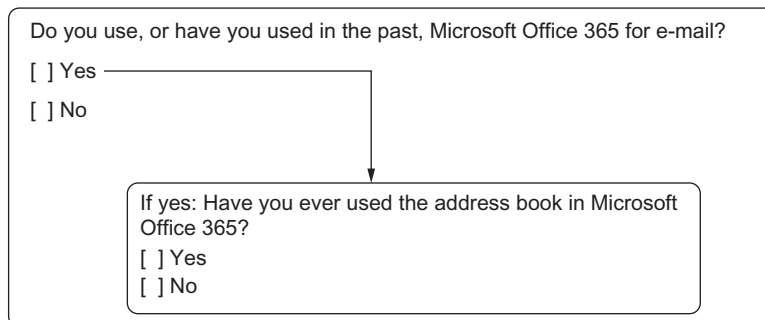 Do you use, or have you used in the past, Microsoft Office 365 for e-mail?
[ ] Yes
[ ] No
If yes: Have you ever used the address book in Microsoft
Office 365?
[ ] Yes
[ ] No